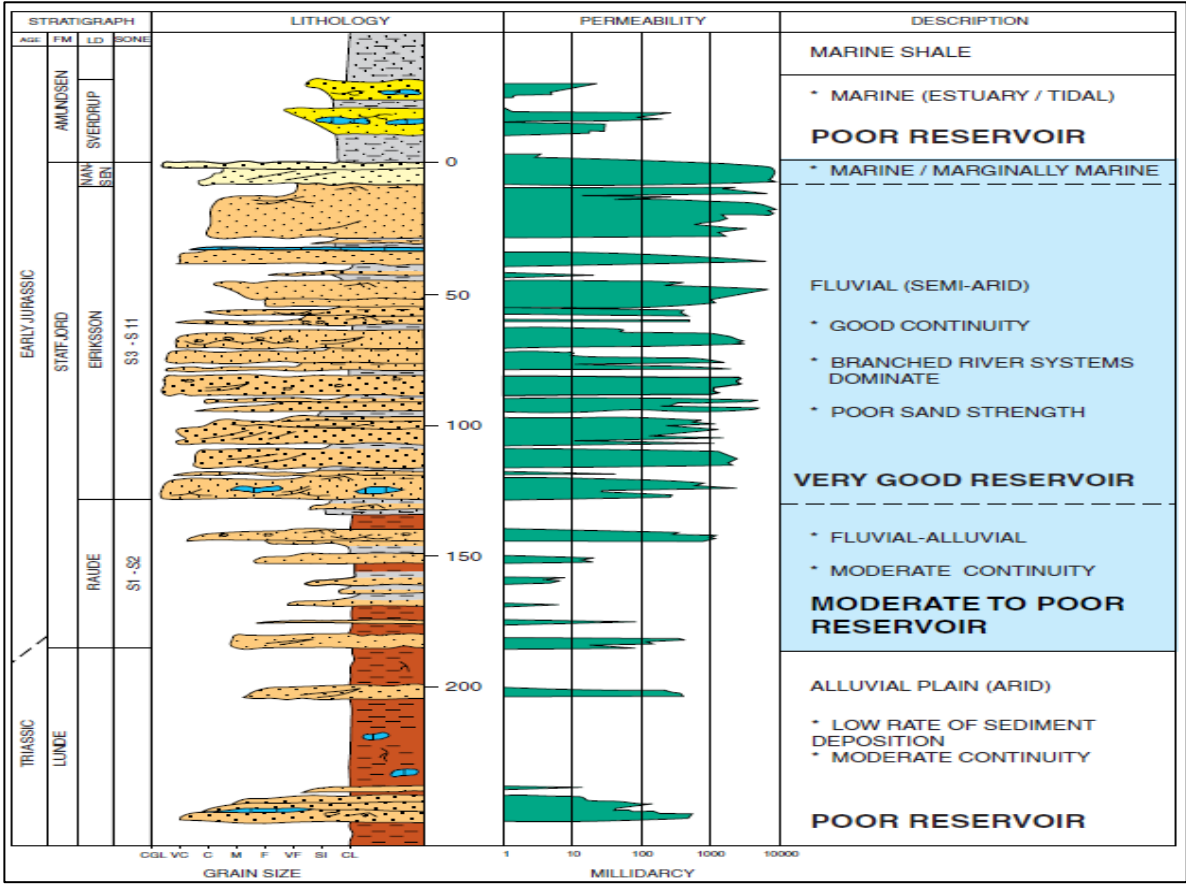 STRATIGRAPH
LITHOLOGY
PERMEABILITY
DESCRIPTION
AGE FM LD SONE
MARINE SHALE
AMUNDSEN
SVERDRUP
* MARINE (ESTUARY / TIDAL)
POOR RESERVOIR
0
NAN-
SEN
* MARINE / MARGINALLY MARINE
EARLY JURASSIC
STATFJORD
EIRIKSSON
S3 - S 11
50
FLUVIAL (SEMI-ARID)
* GOOD CONTINUITY
* BRANCHED RIVER SYSTEMS
DOMINATE
* POOR SAND STRENGTH
100
VERY GOOD RESERVOIR
RAUDE
S1 - S2
150
* FLUVIAL-ALLUVIAL
* MODERATE CONTINUITY
MODERATE TO POOR
RESERVOIR
200
TRIASSIC
LUNDE
ALLUVIAL PLAIN (ARID)
* LOW RATE OF SEDIMENT
DEPOSITION
* MODERATE CONTINUITY
POOR RESERVOIR
CGL VC C M F VF SI CL
1 10 100 1000 10000
GRAIN SIZE
MILLIDARCY